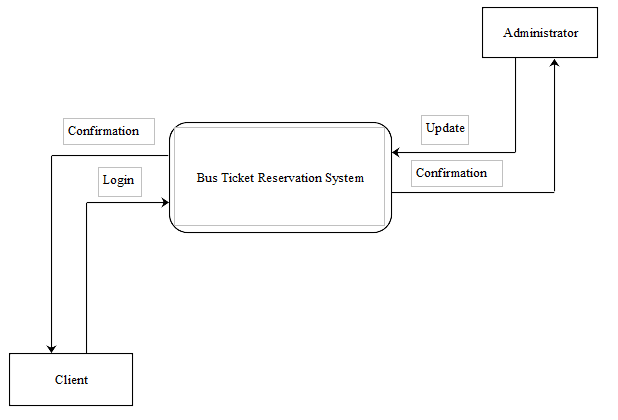 Administrator
Confirmation
Update
Login
Bus Ticket Reservation System
Confirmation
Client